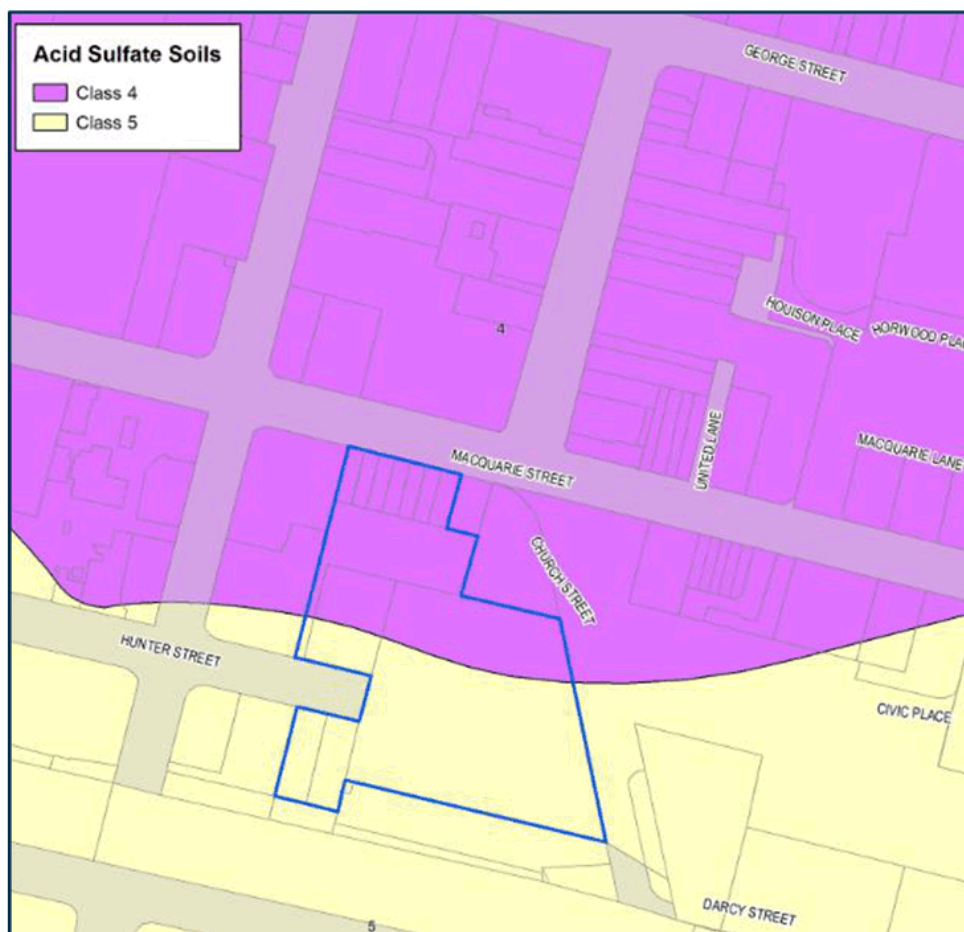 Acid Sulfate Soils
Class 4
Class 5
GEORGE STREET
HOUISON PLACE
HORWOOD PLAC
4
MACQUARIE STREET
UNITED LANE
MACQUARIE LANE
CHURCH STREET
HUNTER STREET
CIVIC PLACE
DARCY STREET
5